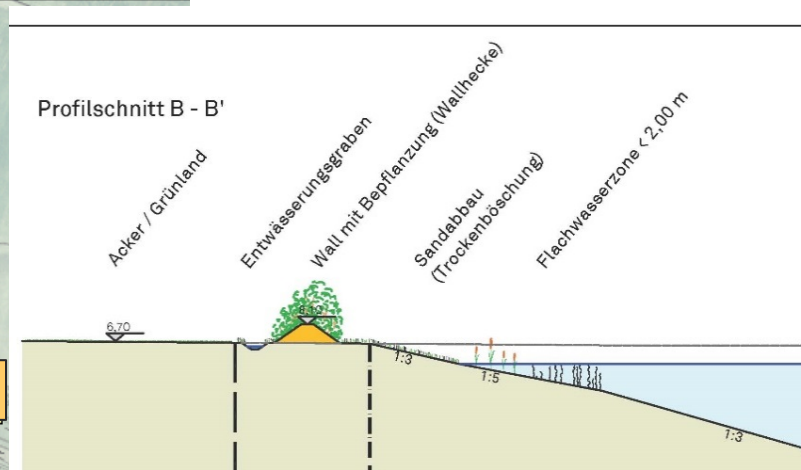 Profilschnitt B - B'
Acker / Grünland
Entwässerungsgraben
Wall mit Bepflanzung (Wallhecke)
Sandabbau
(Trockenböschung)
Flachwasserzone < 2,00 m
6,70
1:3
1:5
1:3